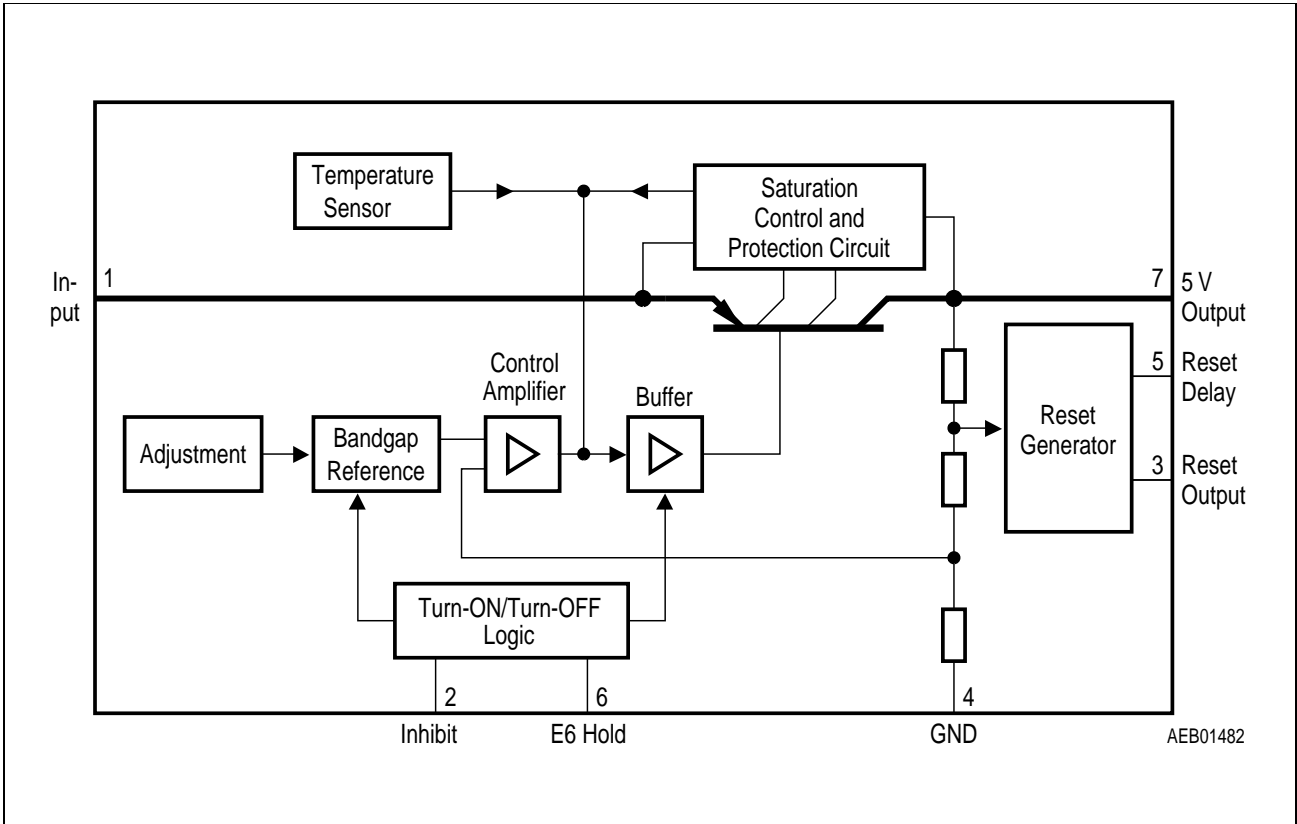 Temperature
Sensor
Saturation
Control and
Protection Circuit
In-
put
1
7
5 V
Output
Control
Amplifier
Buffer
5
Reset
Delay
Adjustment
Bandgap
Reference
Reset
Generator
3
Reset
Output
Turn-ON/Turn-OFF
Logic
2
6
4
Inhibit
E6 Hold
GND
AEB01482